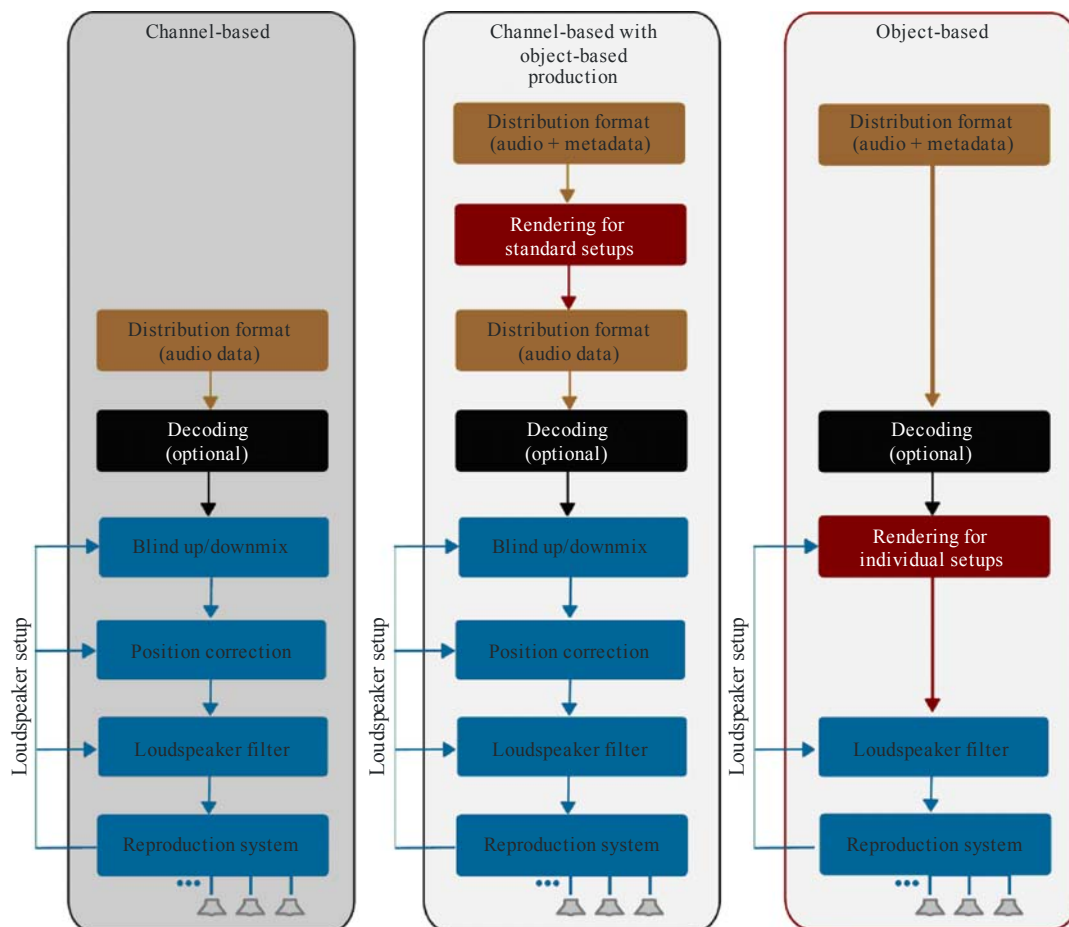 Channel-based
Distribution format
(audio data)
Decoding
(optional)
Blind up/downmix
Position correction
Loudspeaker filter
Reproduction system
Loudspeaker setup
Channel-based with
object-based
production
Distribution format
(audio + metadata)
Rendering for
standard setups
Distribution format
(audio data)
Decoding
(optional)
Blind up/downmix
Position correction
Loudspeaker filter
Reproduction system
Loudspeaker setup
Object-based
Distribution format
(audio + metadata)
Decoding
(optional)
Rendering for
individual setups
Loudspeaker filter
Reproduction system
Loudspeaker setup